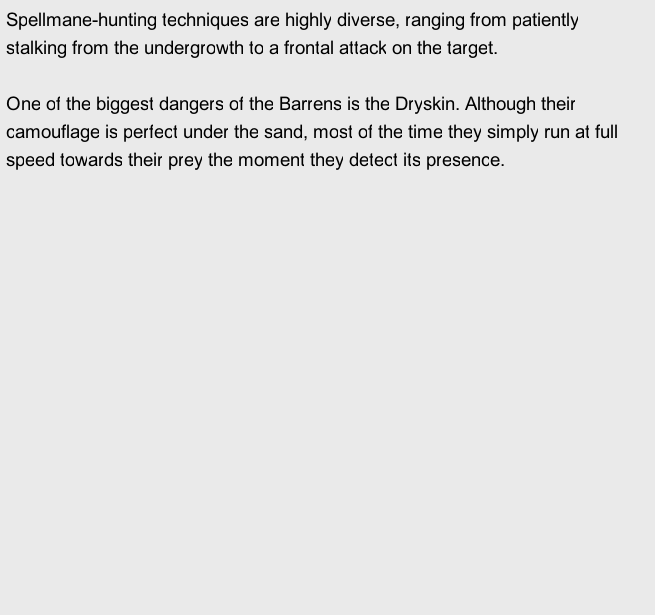 Spellmane-hunting techniques are highly diverse, ranging from patiently
stalking from the undergrowth to a frontal attack on the target.
One of the biggest dangers of the Barrens is the Dryskin. Although their
camouflage is perfect under the sand, most of the time they simply run at full
speed towards their prey the moment they detect its presence.